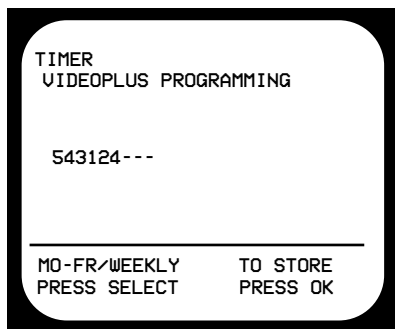 TIMER
VIDEOPLUS PROGRAMMING
543124---
MO-FR/WEEKLY TO STORE
PRESS SELECT PRESS OK